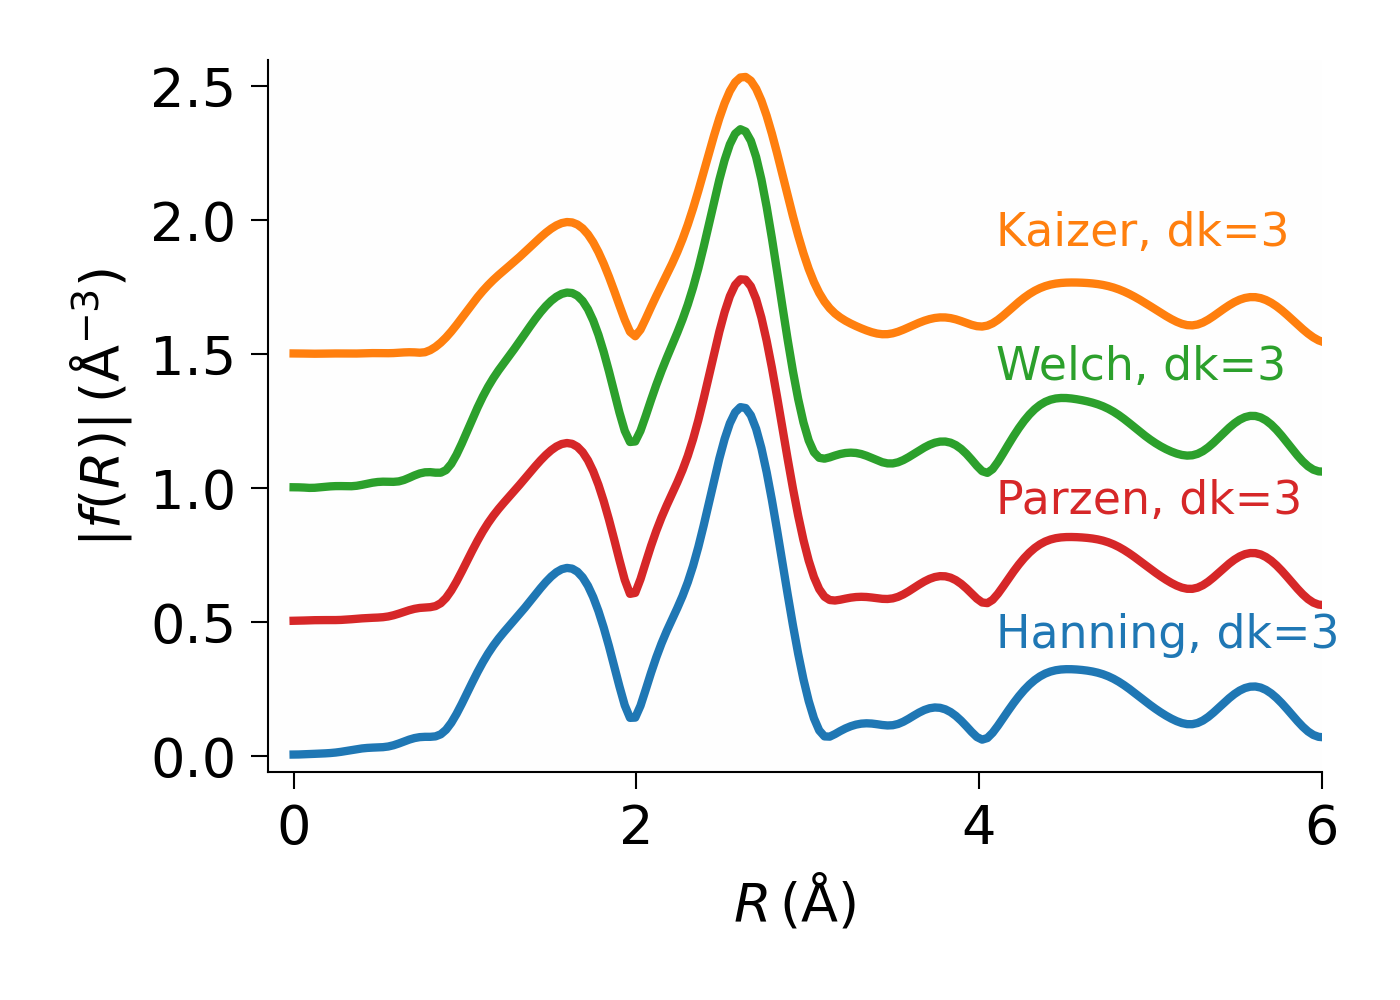 2.5
2.0
1.5
1.0
0.5
0.0
|f(R)| (Å⁻³)
Kaizer, dk=3
Welch, dk=3
Parzen, dk=3
Hanning, dk=3
0 2 4 6
R (Å)